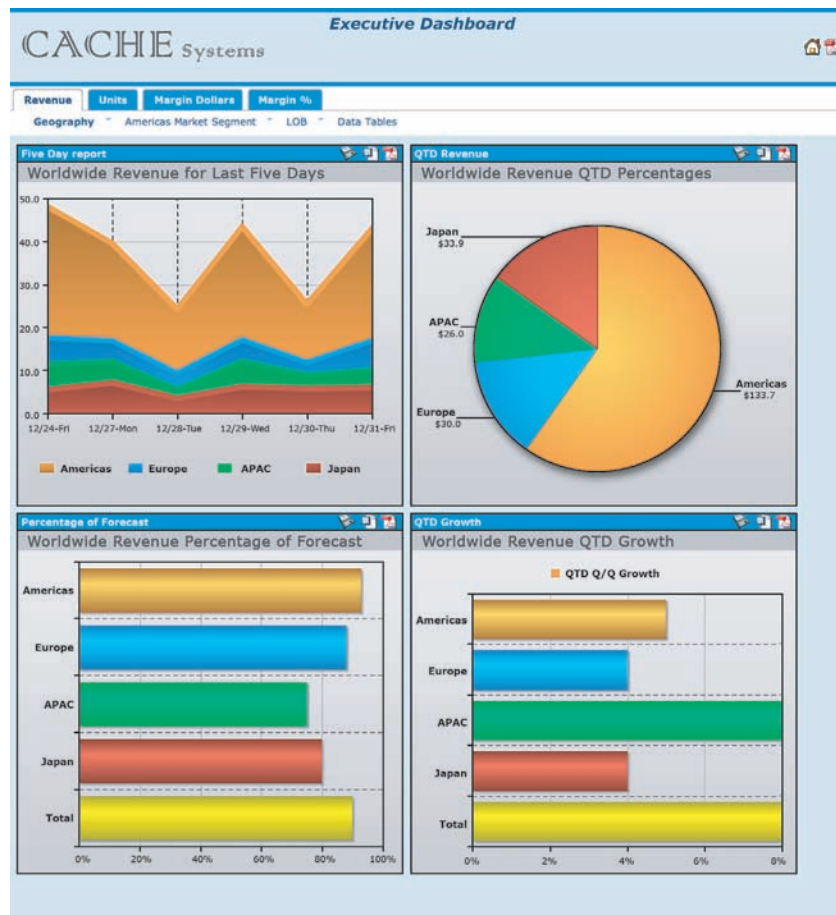 Executive Dashboard
CACHE Systems
Revenue Units Margin Dollars Margin %
Geography Americas Market Segment LOB Data Tables
Five Day report
Worldwide Revenue for Last Five Days
50.0
40.0
30.0
20.0
10.0
0.0
12/24-Fri 12/27-Mon 12/28-Tue 12/29-Wed 12/30-Thu 12/31-Fri
Americas Europe APAC Japan
QTD Revenue
Worldwide Revenue QTD Percentages
Japan
$33.9
APAC
$26.0
Americas
$133.7
Europe
$30.0
Percentage of Forecast
Worldwide Revenue Percentage of Forecast
Americas
Europe
APAC
Japan
Total
0% 20% 40% 60% 80% 100%
QTD Growth
Worldwide Revenue QTD Growth
QTD Q/Q Growth
Americas
Europe
APAC
Japan
Total
0% 2% 4% 6% 8%